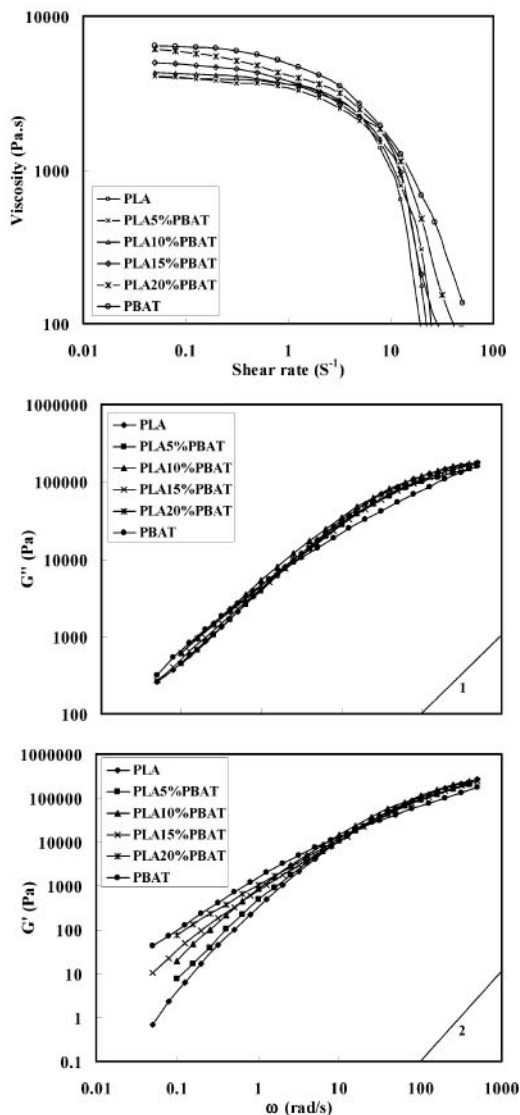 10000
1000
100
Viscosity (Pa.s)
PLA
PLA5%PBAT
PLA10%PBAT
PLA15%PBAT
PLA20%PBAT
PBAT
0.01 0.1 1 10 100
Shear rate (S-1)
1000000
100000
10000
1000
100
G'' (Pa)
PLA
PLA5%PBAT
PLA10%PBAT
PLA15%PBAT
PLA20%PBAT
PBAT
1
1000000
100000
10000
1000
100
10
1
0.1
G' (Pa)
PLA
PLA5%PBAT
PLA10%PBAT
PLA15%PBAT
PLA20%PBAT
PBAT
2
0.01 0.1 1 10 100 1000
ω (rad/s)